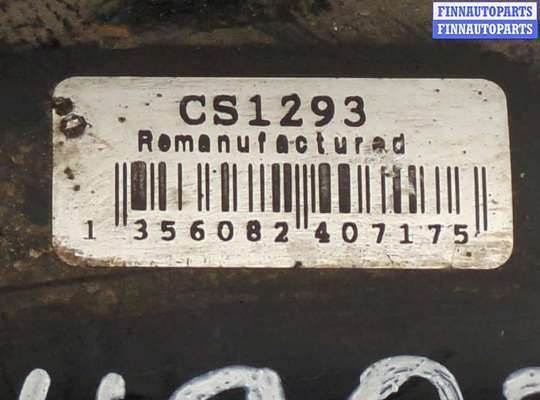 FINNAUTOPARTS
FINNAUTOPARTS
CS1293
Remanufactured
1 356082 407175